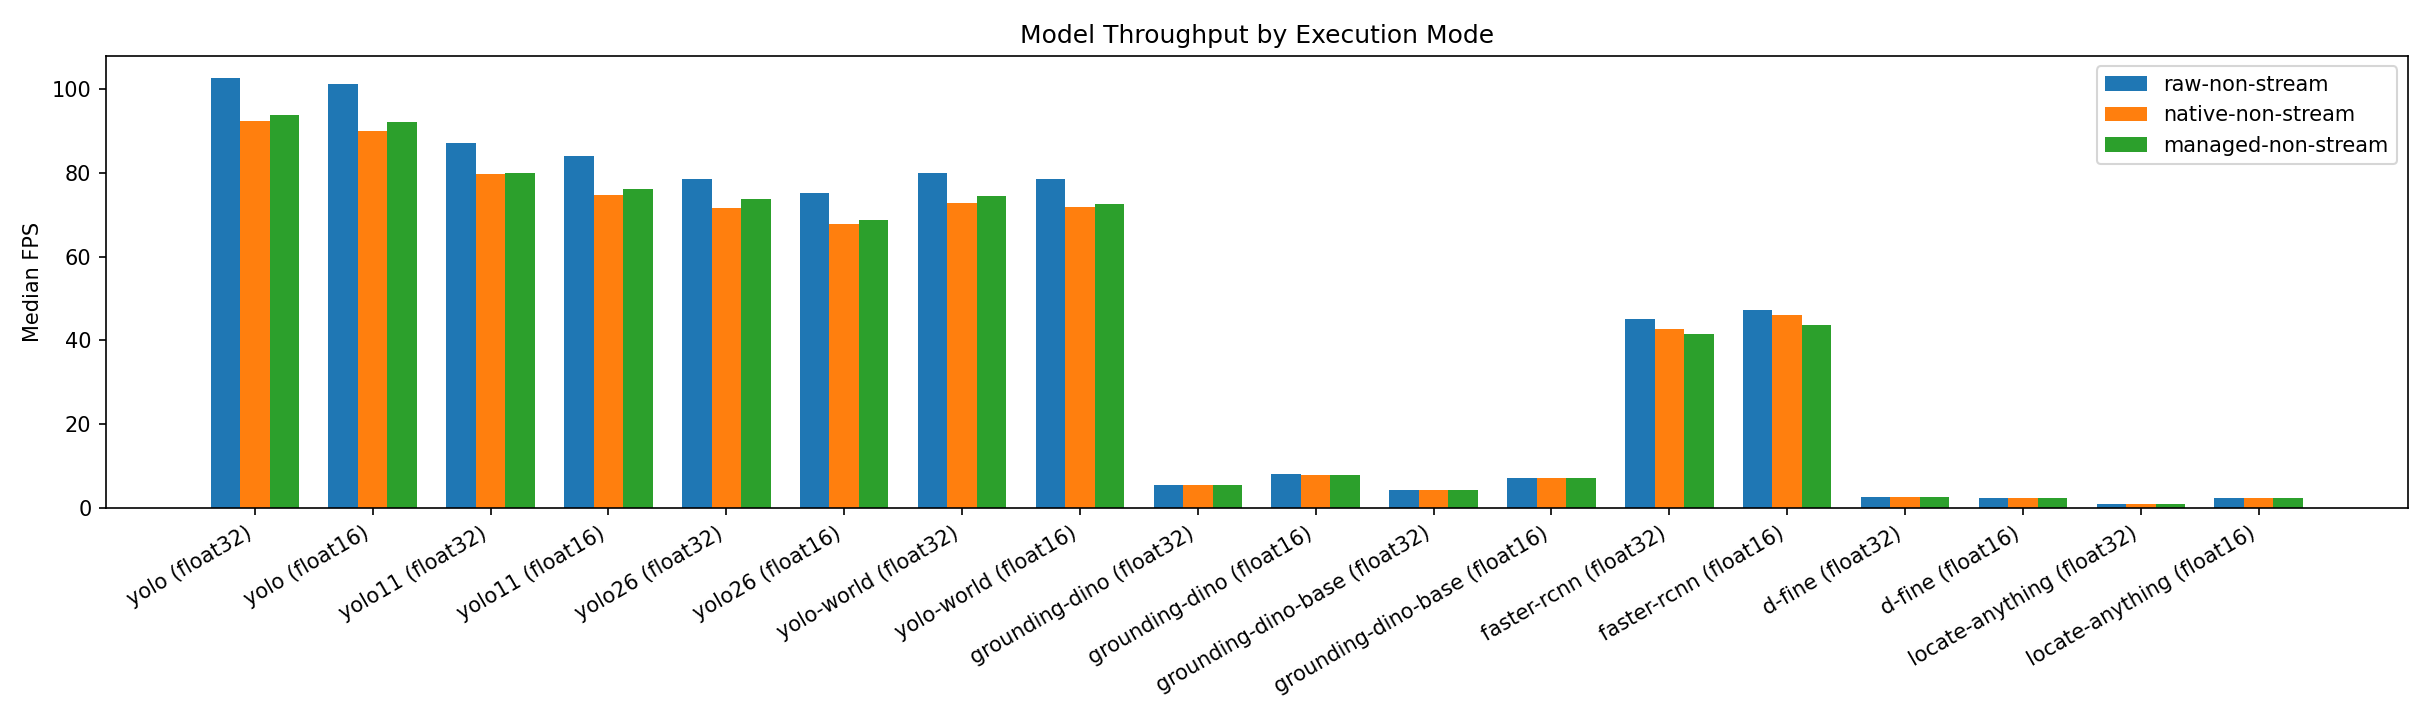 Model Throughput by Execution Mode
raw-non-stream
native-non-stream
managed-non-stream
Median FPS
100
80
60
40
20
0
yolo (float32)
yolo (float16)
yolo11 (float32)
yolo11 (float16)
yolo26 (float32)
yolo26 (float16)
yolo-world (float32)
yolo-world (float16)
grounding-dino (float32)
grounding-dino (float16)
grounding-dino-base (float32)
grounding-dino-base (float16)
faster-rcnn (float32)
faster-rcnn (float16)
d-fine (float32)
d-fine (float16)
locate-anything (float32)
locate-anything (float16)